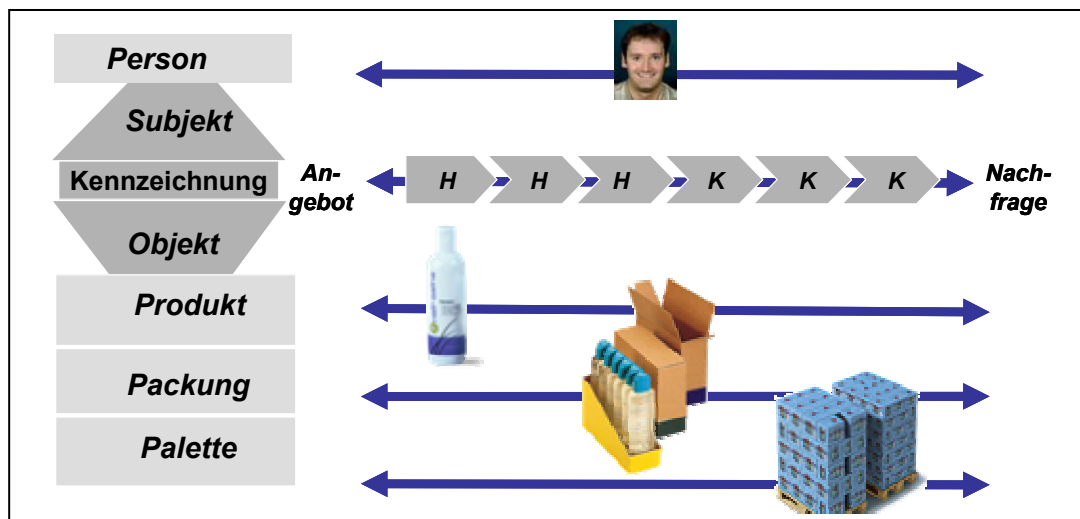 Person
Subjekt
Kennzeichnung
An-
gebot
H H H K K K
Nach-
frage
Objekt
Produkt
Packung
Palette